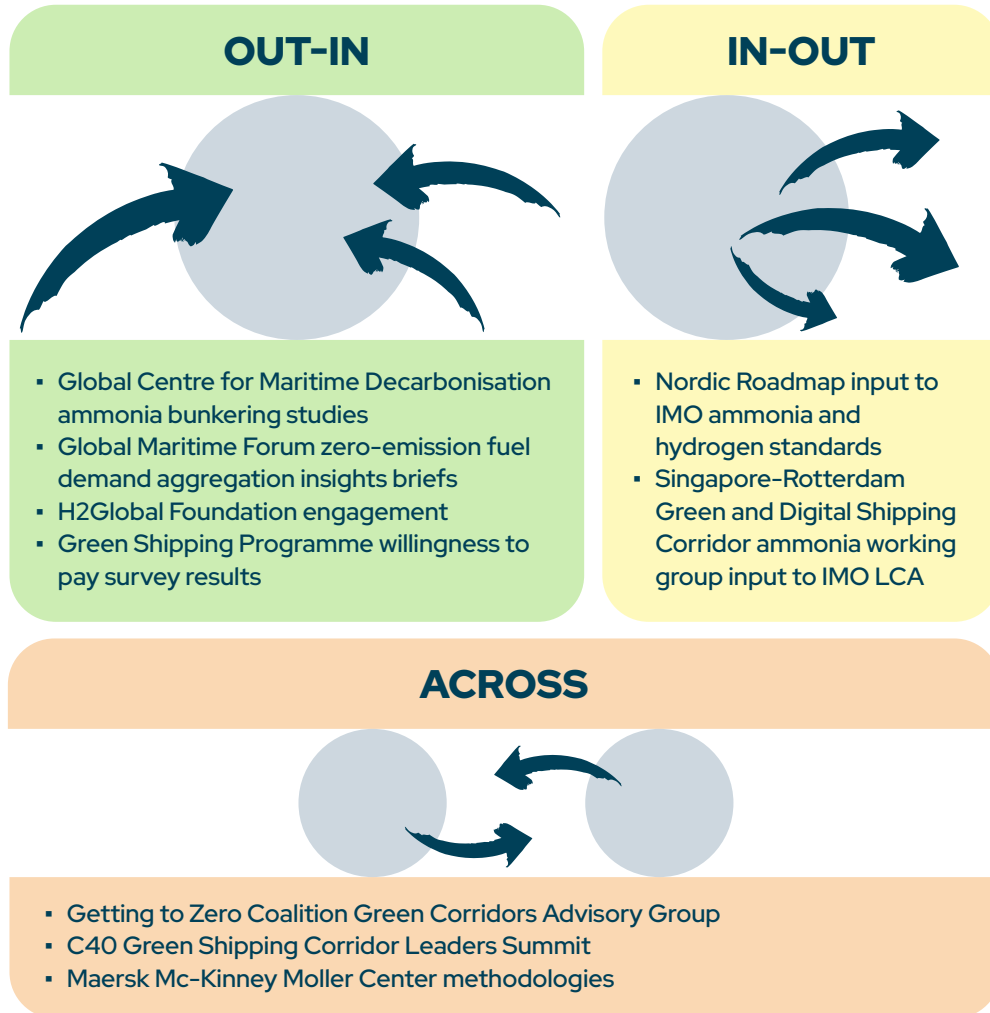 OUT-IN
▪ Global Centre for Maritime Decarbonisation
ammonia bunkering studies
▪ Global Maritime Forum zero-emission fuel
demand aggregation insights briefs
▪ H2Global Foundation engagement
▪ Green Shipping Programme willingness to
pay survey results
IN-OUT
▪ Nordic Roadmap input to
IMO ammonia and
hydrogen standards
▪ Singapore-Rotterdam
Green and Digital Shipping
Corridor ammonia working
group input to IMO LCA
ACROSS
▪ Getting to Zero Coalition Green Corridors Advisory Group
▪ C40 Green Shipping Corridor Leaders Summit
▪ Maersk Mc-Kinney Moller Center methodologies